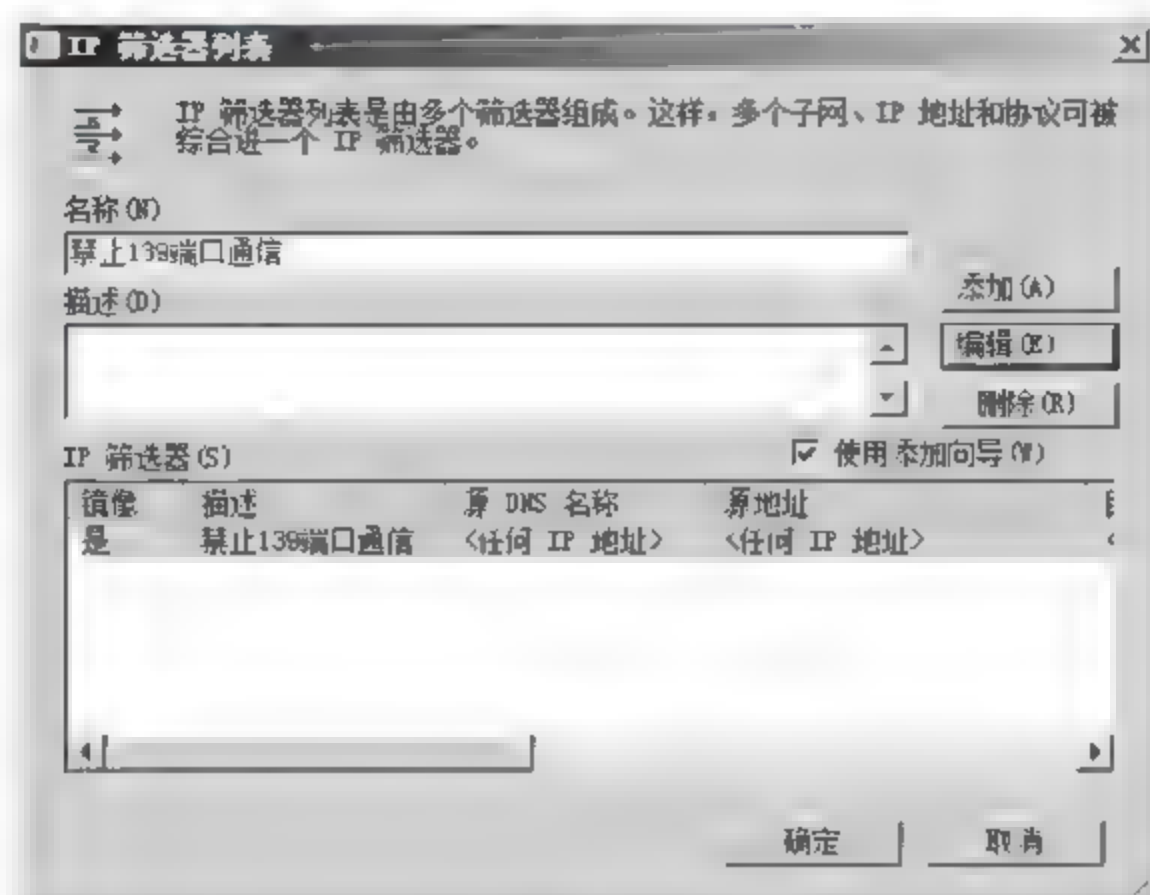 IP 筛选器列表
IP 筛选器列表是由多个筛选器组成。这样，多个子网、IP 地址和协议可被
综合进一个 IP 筛选器。
名称(N)
禁止139端口通信
添加(A)
描述(D)
编辑(E)
删除(R)
IP 筛选器(S)
使用添加向导(W)
镜像 描述 源 DNS 名称 源地址
是 禁止139端口通信 <任何 IP 地址> <任何 IP 地址> <
确定 取消